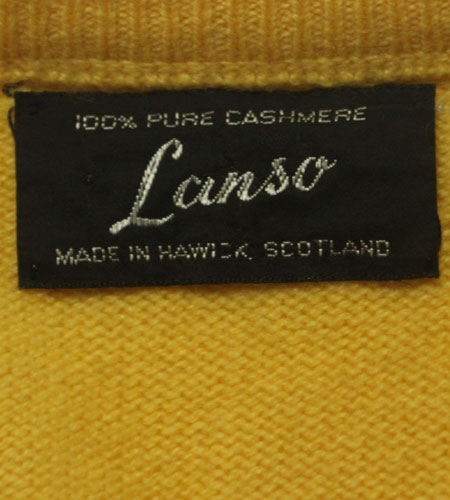 100% PURE CASHMERE
Lanso
MADE IN HAWICK, SCOTLAND